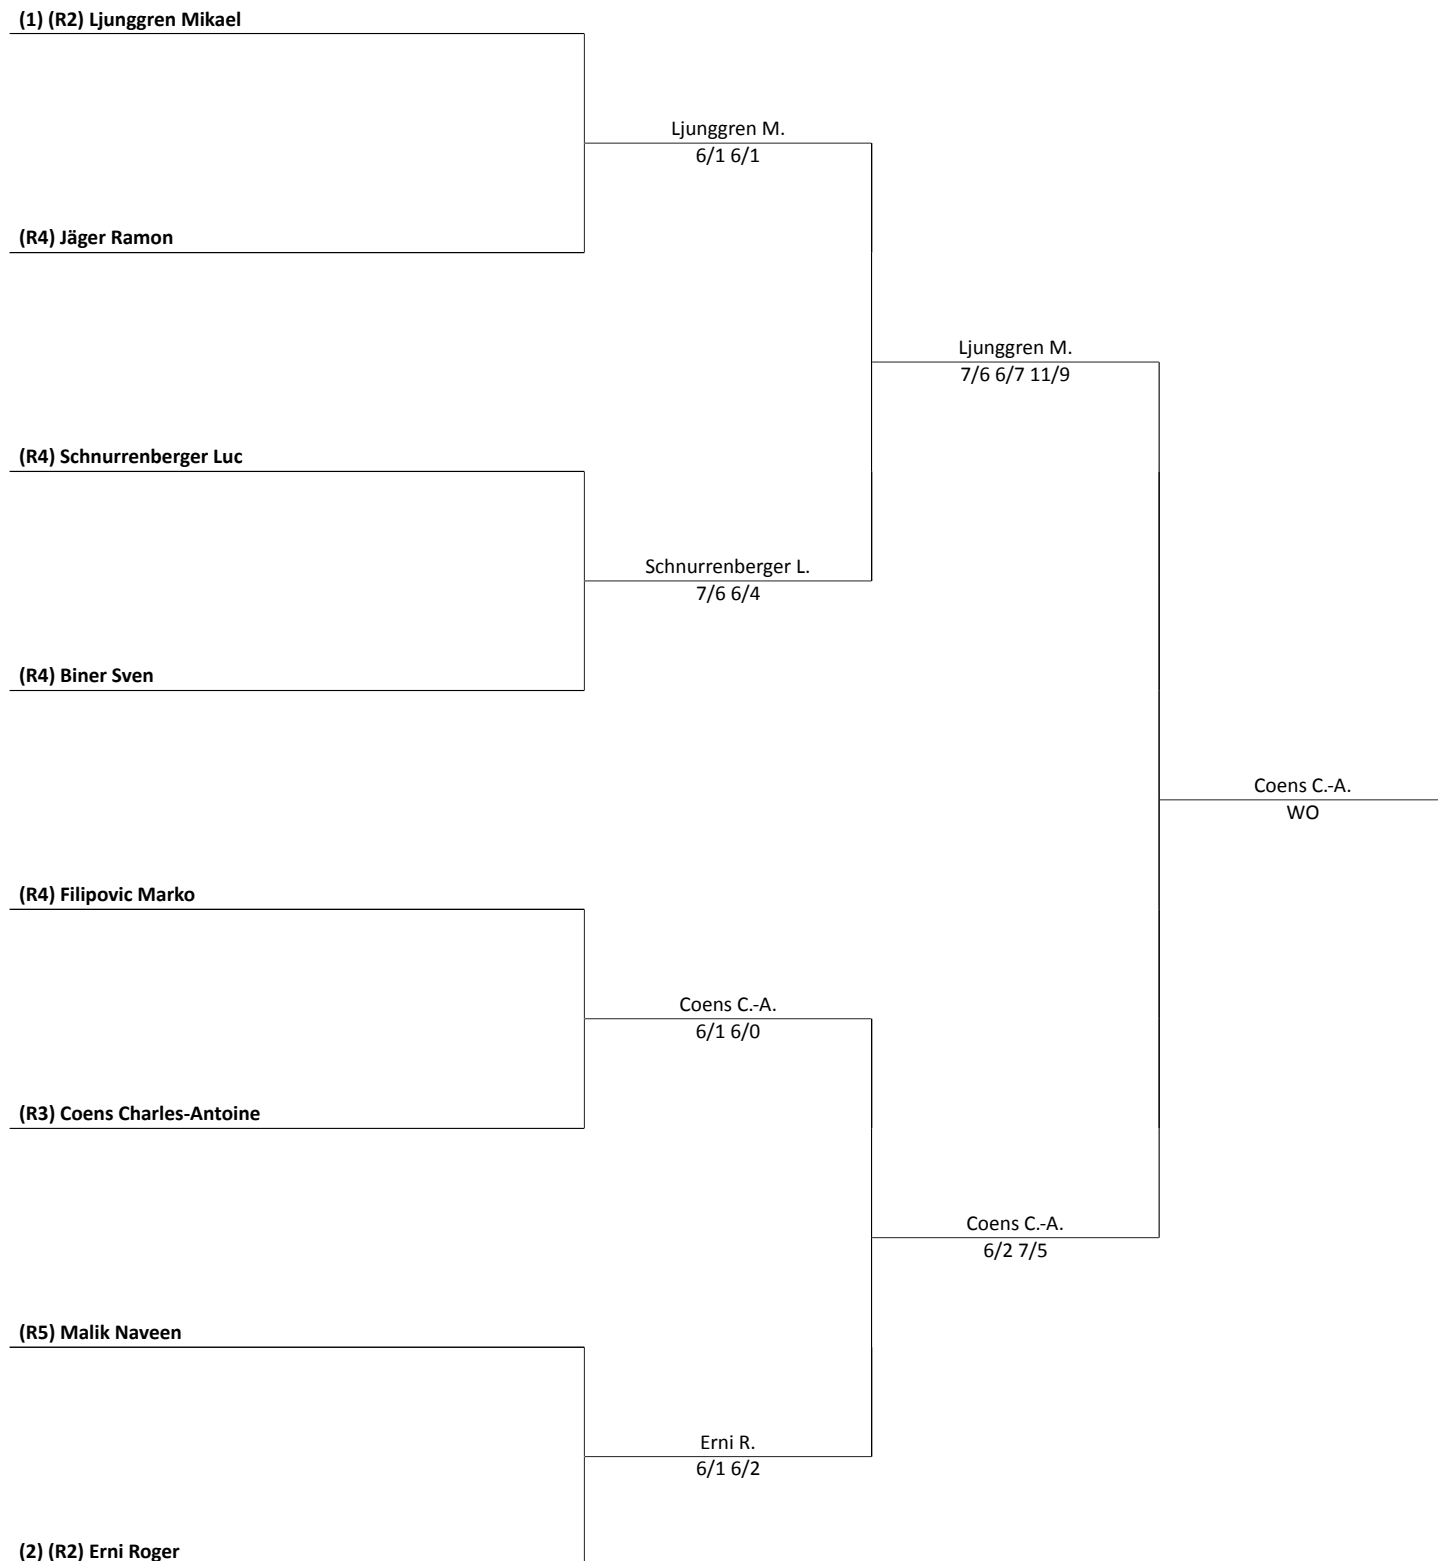 (1) (R2) Ljunggren Mikael
Ljunggren M.
6/1 6/1
(R4) Jäger Ramon
Ljunggren M.
7/6 6/7 11/9
(R4) Schnurrenberger Luc
Schnurrenberger L.
7/6 6/4
(R4) Biner Sven
Coens C.-A.
WO
(R4) Filipovic Marko
Coens C.-A.
6/1 6/0
(R3) Coens Charles-Antoine
Coens C.-A.
6/2 7/5
(R5) Malik Naveen
Erni R.
6/1 6/2
(2) (R2) Erni Roger